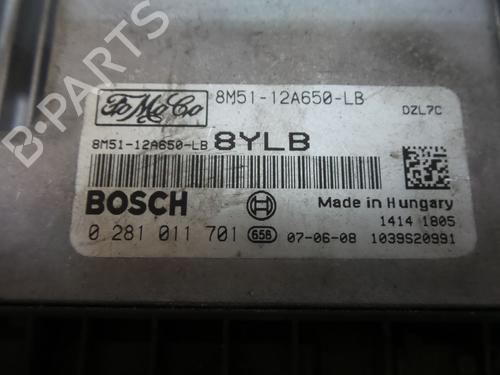 FoMoCo
8M51-12A650-LB
DZL7C
8M51-12A650-LB 8YLB
BOSCH
Made in Hungary
1414 1805
0 281 011 701 658 07-06-08 1039S20991
B-PARTS